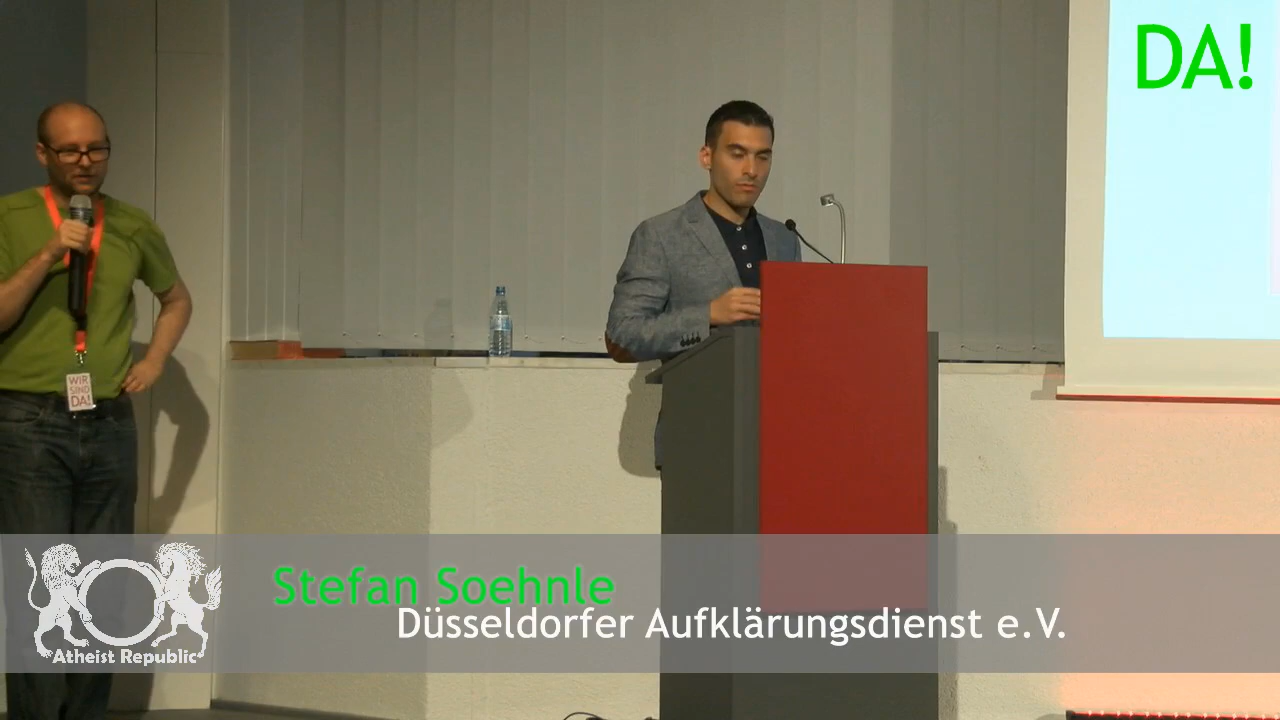 DA!
WIR
SIND
DA!
Stefan Soehnle
Düsseldorfer Aufklärungsdienst e.V.
Atheist Republic